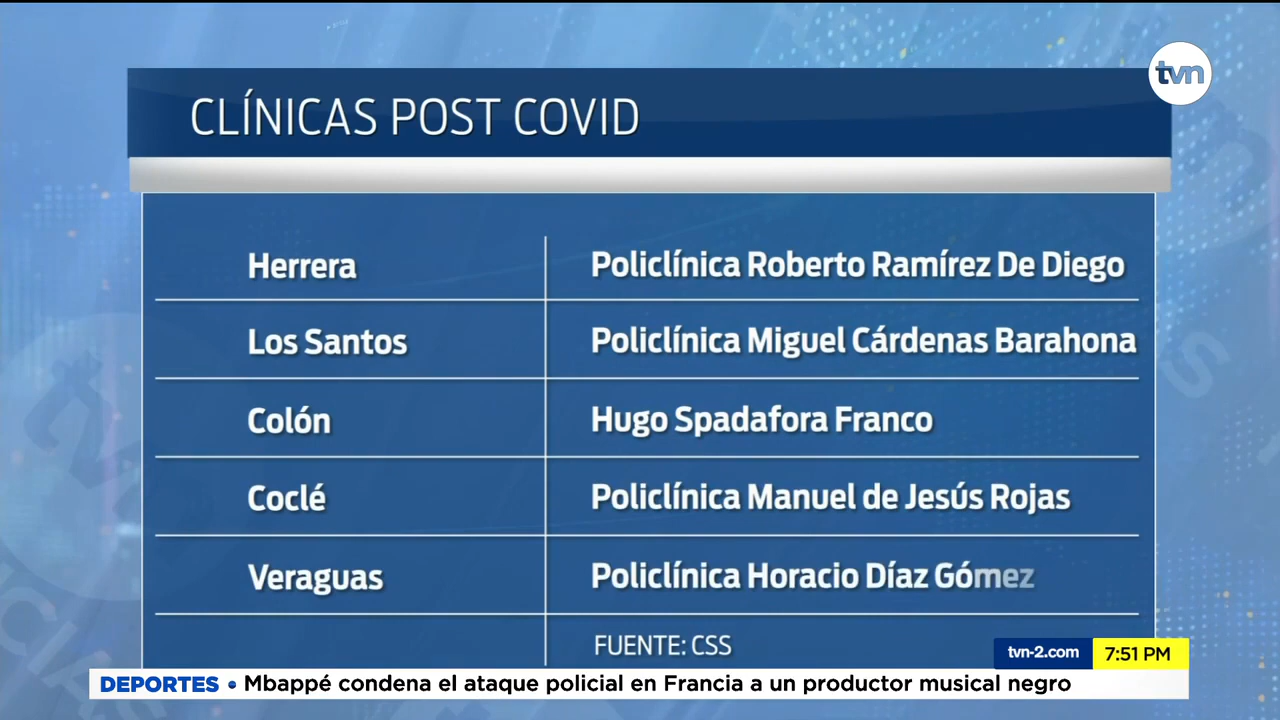 tvn
CLÍNICAS POST COVID
Herrera
Policlínica Roberto Ramírez De Diego
Los Santos
Policlínica Miguel Cárdenas Barahona
Colón
Hugo Spadafora Franco
Coclé
Policlínica Manuel de Jesús Rojas
Veraguas
Policlínica Horacio Díaz Gómez
FUENTE: CSS
tvn-2.com
7:51 PM
DEPORTES • Mbappé condena el ataque policial en Francia a un productor musical negro